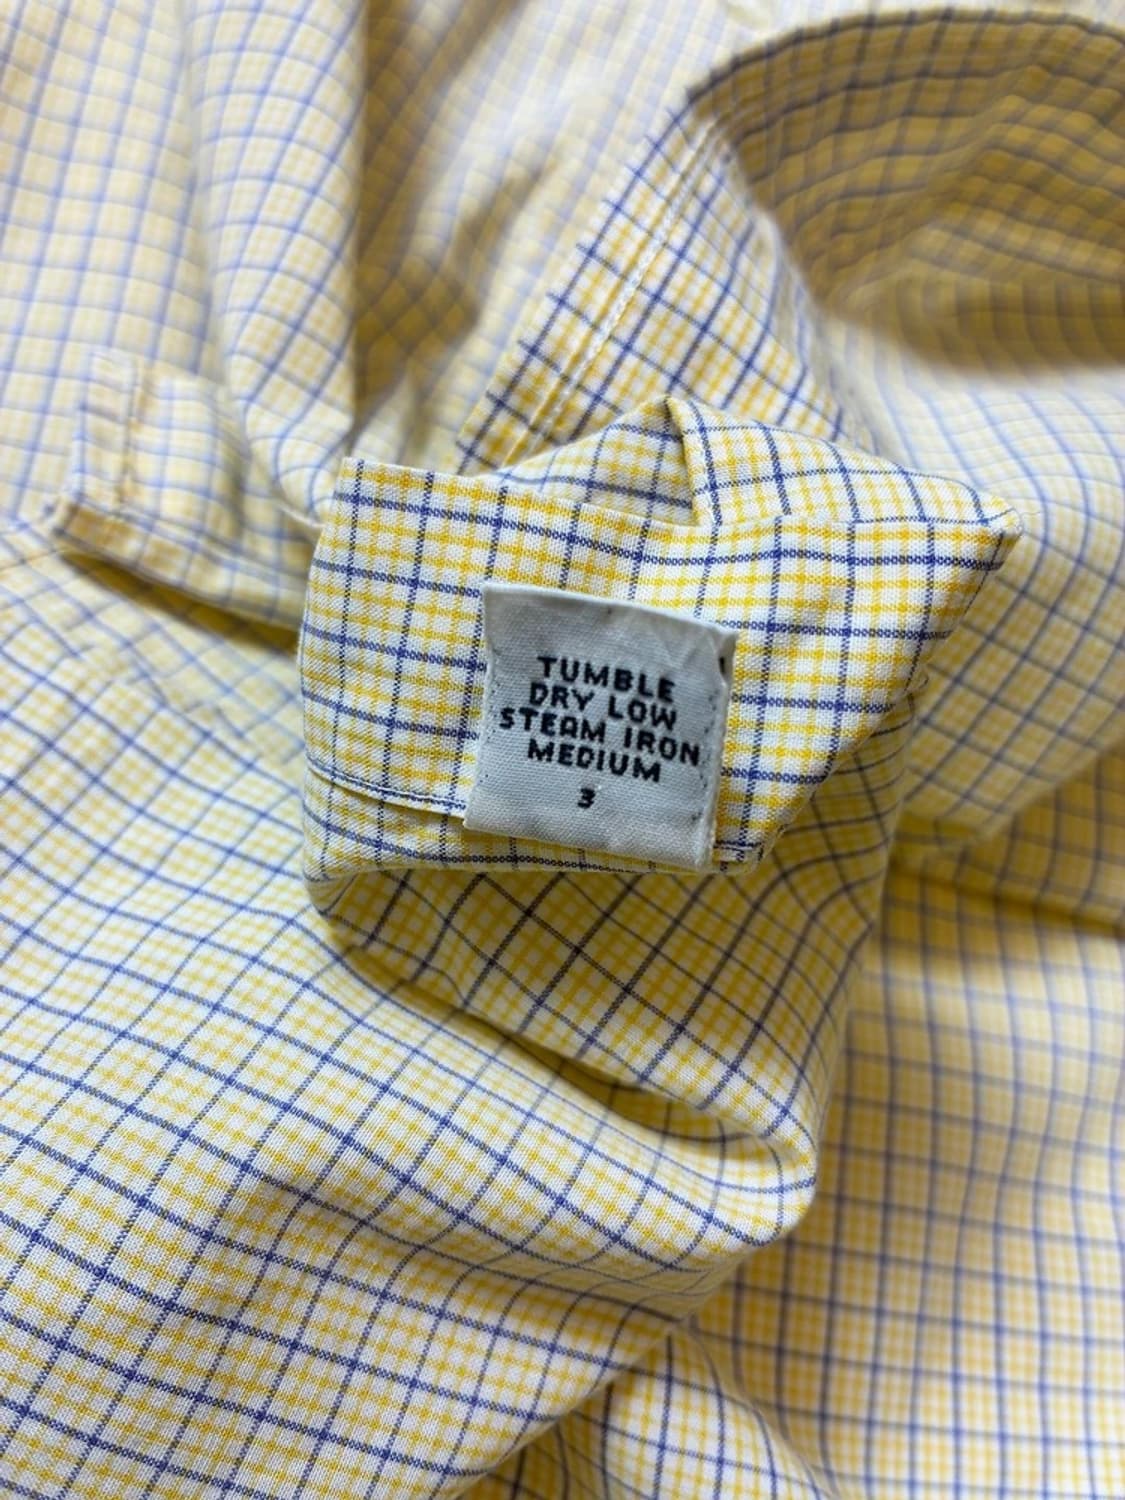 TUMBLE
DRY LOW
STEAM IRON
MEDIUM
3